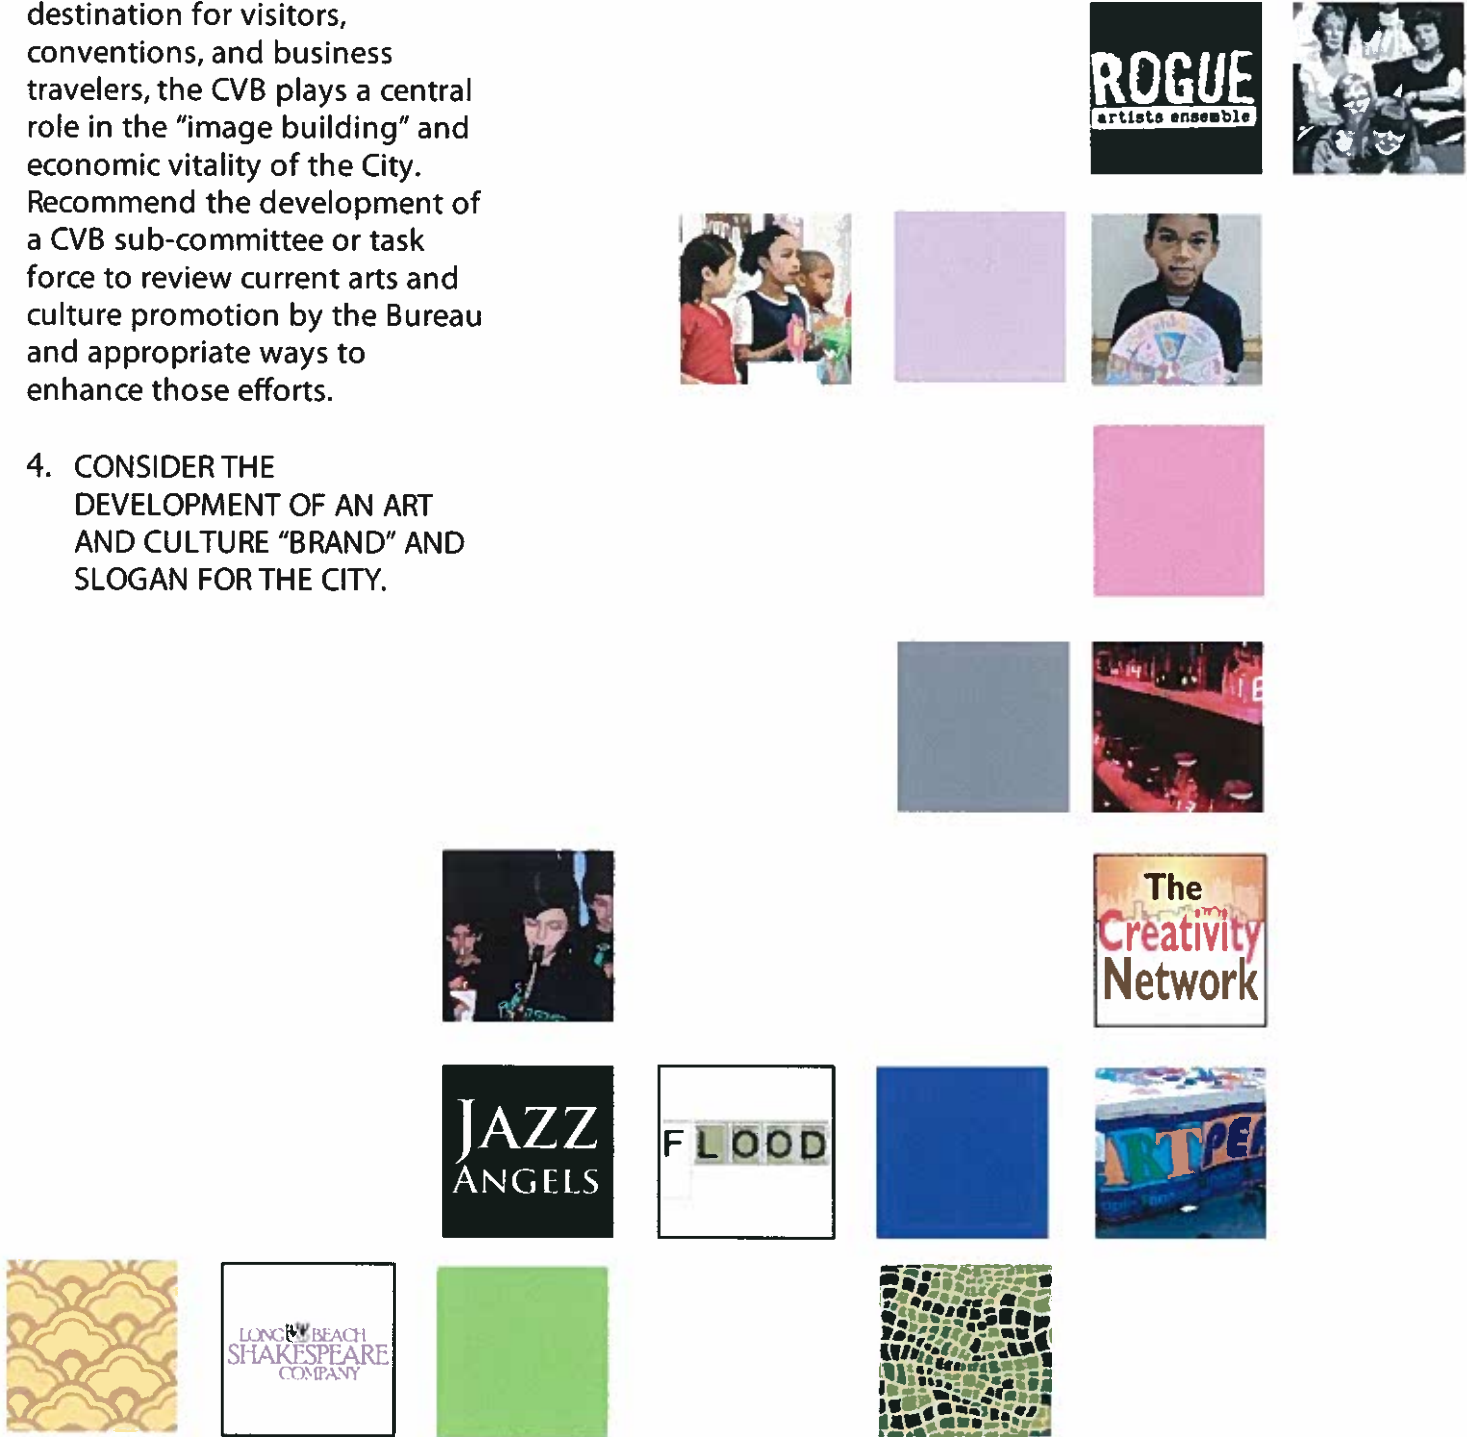 destination for visitors,
conventions, and business
travelers, the CVB plays a central
role in the "image building" and
economic vitality of the City.
Recommend the development of
a CVB sub-committee or task
force to review current arts and
culture promotion by the Bureau
and appropriate ways to
enhance those efforts.
4. CONSIDER THE
DEVELOPMENT OF AN ART
AND CULTURE "BRAND" AND
SLOGAN FOR THE CITY.
ROGUE
artists ensemble
The
Creativity
Network
JAZZ
ANGELS
FLOOD
ART PE
LONG BEACH
SHAKESPEARE
COMPANY